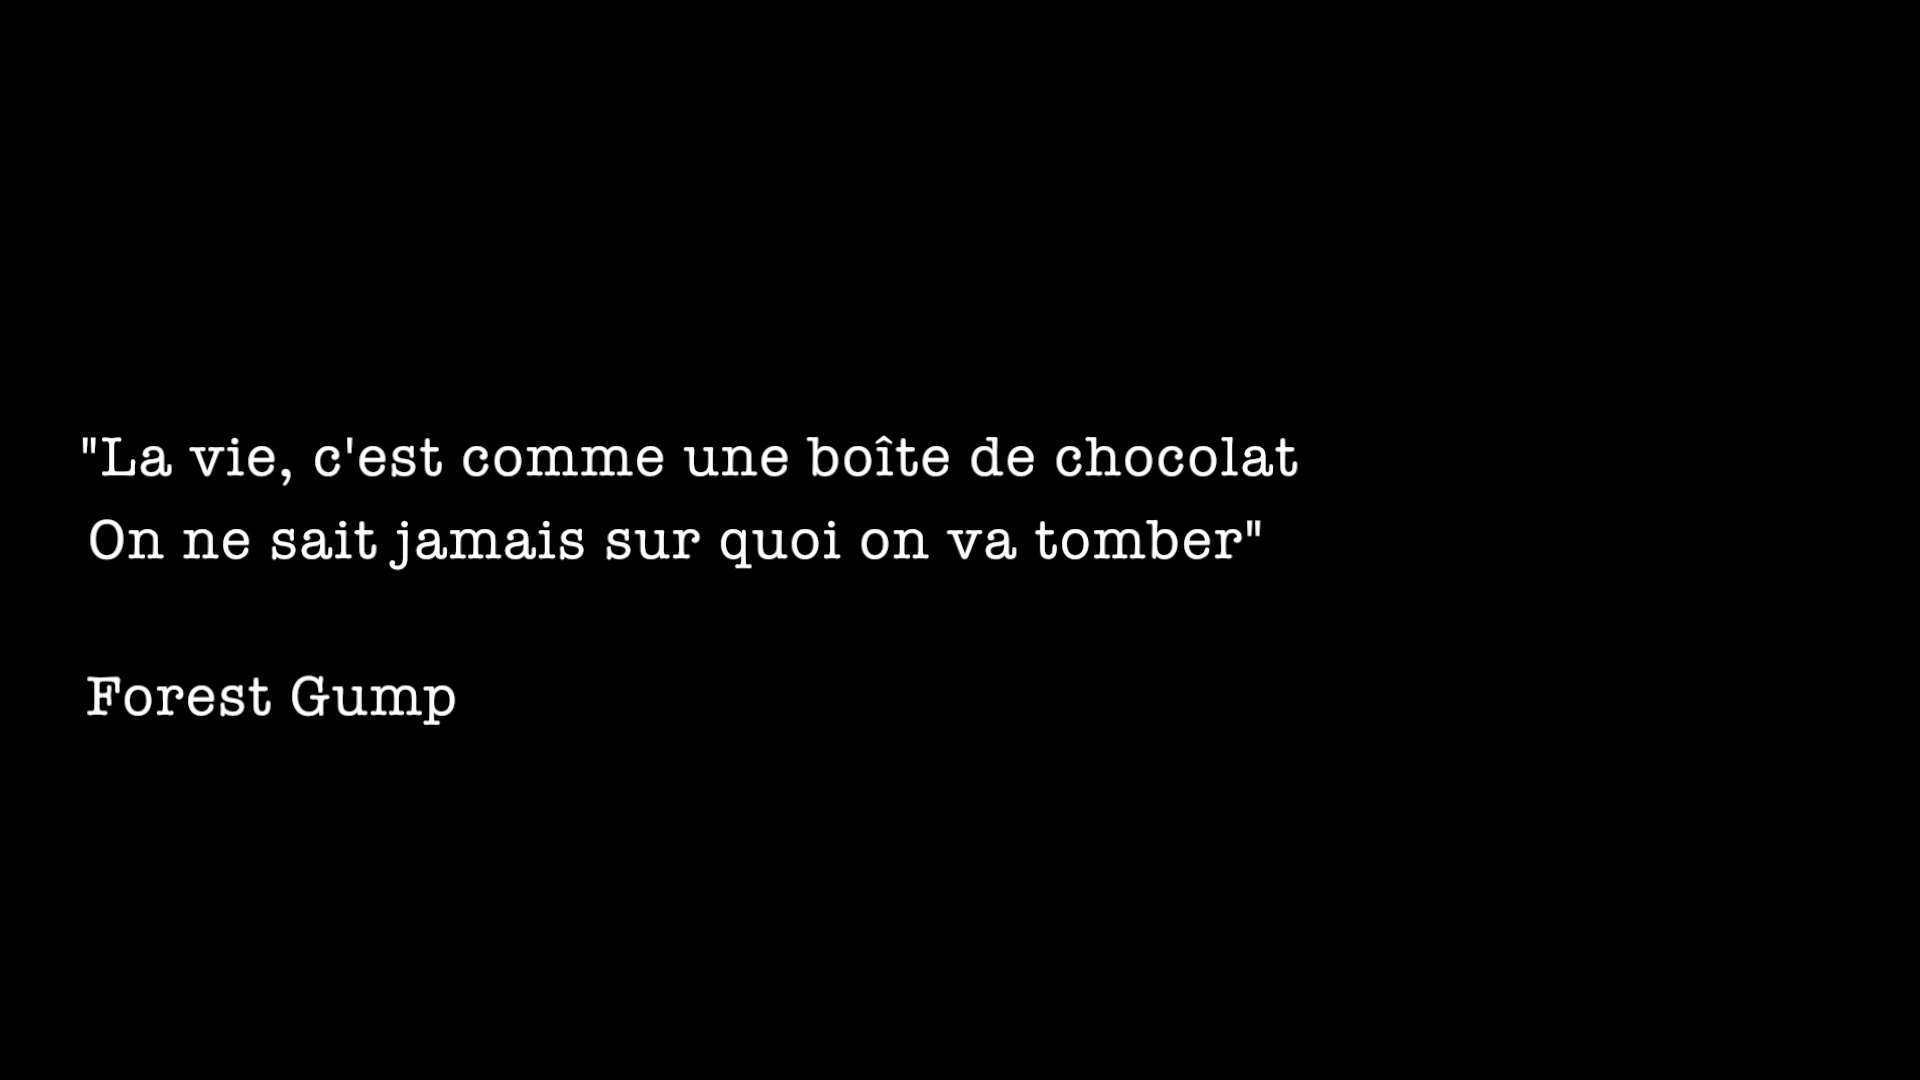 "La vie, c'est comme une boîte de chocolat
On ne sait jamais sur quoi on va tomber"
Forest Gump